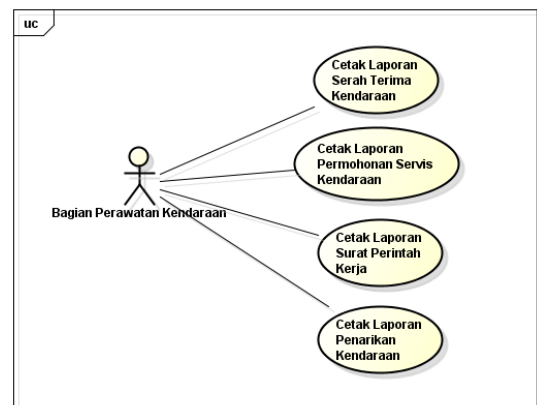 uc
Cetak Laporan
Serah Terima
Kendaraan
Cetak Laporan
Permohonan Servis
Kendaraan
Bagian Perawatan Kendaraan
Cetak Laporan
Surat Perintah
Kerja
Cetak Laporan
Penarikan
Kendaraan